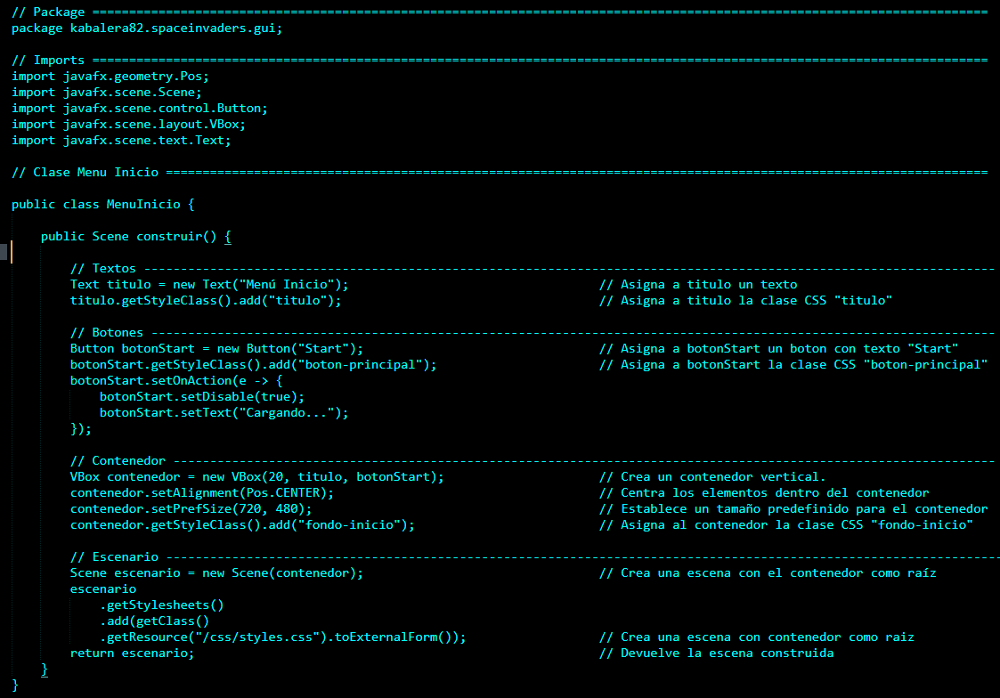 // Package ==========================================================================================================================
package kabalera82.spaceinvaders.gui;
// Imports ==========================================================================================================================
import javafx.geometry.Pos;
import javafx.scene.Scene;
import javafx.scene.control.Button;
import javafx.scene.layout.VBox;
import javafx.scene.text.Text;
// Clase Menu Inicio ================================================================================================================
public class MenuInicio {
public Scene construir() {
// Textos --------------------------------------------------------------------------------------------------------------------
Text titulo = new Text("Menú Inicio"); // Asigna a titulo un texto
titulo.getStyleClass().add("titulo"); // Asigna a titulo la clase CSS "titulo"
// Botones -------------------------------------------------------------------------------------------------------------------
Button botonStart = new Button("Start"); // Asigna a botonStart un boton con texto "Start"
botonStart.getStyleClass().add("boton-principal"); // Asigna a botonStart la clase CSS "boton-principal"
botonStart.setOnAction(e -> {
botonStart.setDisable(true);
botonStart.setText("Cargando...");
});
// Contenedor ----------------------------------------------------------------------------------------------------------------
VBox contenedor = new VBox(20, titulo, botonStart); // Crea un contenedor vertical.
contenedor.setAlignment(Pos.CENTER); // Centra los elementos dentro del contenedor
contenedor.setPrefSize(720, 480); // Establece un tamaño predefinido para el contenedor
contenedor.getStyleClass().add("fondo-inicio"); // Asigna al contenedor la clase CSS "fondo-inicio"
// Escenario ------------------------------------------------------------------------------------------------------------------
Scene escenario = new Scene(contenedor); // Crea una escena con el contenedor como raíz
escenario
.getStylesheets()
.add(getClass()
.getResource("/css/styles.css").toExternalForm()); // Crea una escena con contenedor como raiz
return escenario; // Devuelve la escena construida
}
}